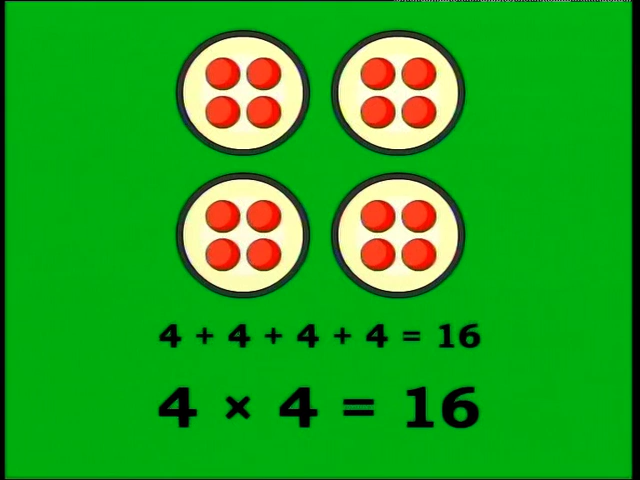 4 + 4 + 4 + 4 = 16
4 × 4 = 16